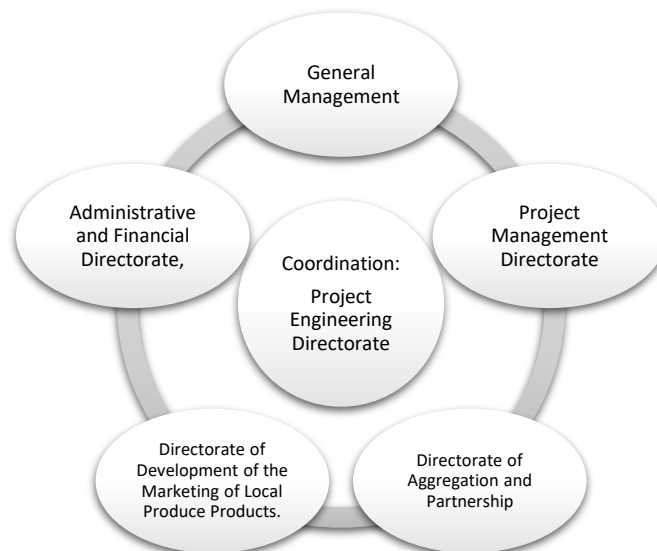 General
Management
Administrative
and Financial
Directorate,
Project
Management
Directorate
Coordination:
Project
Engineering
Directorate
Directorate of
Development of the
Marketing of Local
Produce Products.
Directorate of
Aggregation and
Partnership